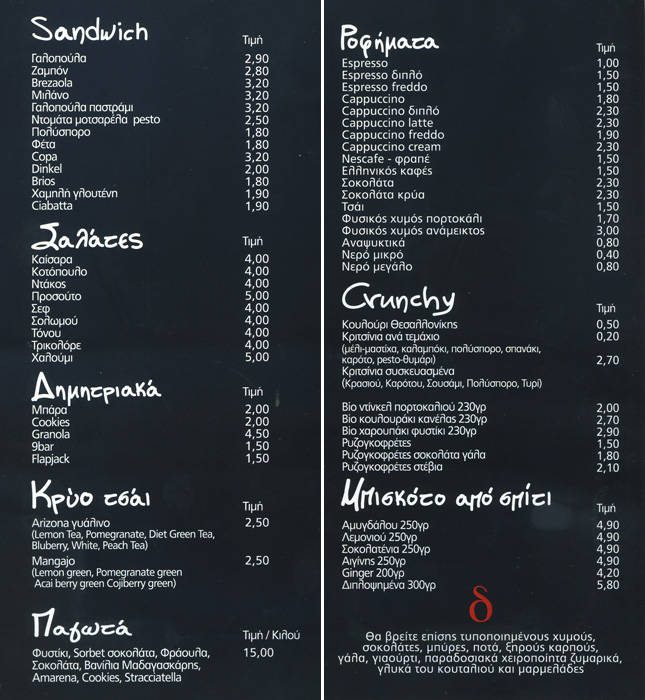 Sandwich Τιμή
Γαλοπούλα 2,90
Ζαμπόν 2,80
Brezaola 3,20
Μιλάνο 3,20
Γαλοπούλα παστράμι 3,20
Ντομάτα μοτσαρέλα pesto 2,50
Πολύσπορο 1,80
Φέτα 1,80
Copa 3,20
Dinkel 2,00
Brios 1,80
Χαμηλή γλουτένη 1,90
Ciabatta 1,90
Σαλάτες Τιμή
Καίσαρα 4,00
Κοτόπουλο 4,00
Ντάκος 4,00
Προσούτο 5,00
Σεφ 4,00
Σολωμού 4,00
Τόνου 4,00
Τρικολόρε 4,00
Χαλούμι 5,00
Δημητριακά Τιμή
Μπάρα 2,00
Cookies 2,00
Granola 4,50
9bar 1,50
Flapjack 1,50
Κρύο τσάι Τιμή
Arizona γυάλινο 2,50
(Lemon Tea, Pomegranate, Diet Green Tea,
Bluberry, White, Peach Tea)
Mangajo 2,50
(Lemon green, Pomegranate green
Acai berry green Cojiberry green)
Παγωτά Τιμή / Κιλού
Φυστίκι, Sorbet σοκολάτα, Φράουλα, 15,00
Σοκολάτα, Βανίλια Μαδαγασκάρης,
Amarena, Cookies, Stracciatella
Ροφήματα Τιμή
Espresso 1,00
Espresso διπλό 1,50
Espresso freddo 1,50
Cappuccino 1,80
Cappuccino διπλό 2,30
Cappuccino latte 2,30
Cappuccino freddo 1,90
Cappuccino cream 2,30
Nescafe - φραπέ 1,50
Ελληνικός καφές 1,50
Σοκολάτα 2,30
Σοκολάτα κρύα 2,30
Τσάι 1,50
Φυσικός χυμός πορτοκάλι 1,70
Φυσικός χυμός ανάμεικτος 3,00
Αναψυκτικά 0,80
Νερό μικρό 0,40
Νερό μεγάλο 0,80
Crunchy Τιμή
Κουλούρι Θεσαλλονίκης 0,50
Κριτσίνια ανά τεμάχιο 0,20
(μέλι-μαστίχα, καλαμπόκι, πολύσπορο, σπανάκι,
καρότο, pesto-θυμάρι) 2,70
Κριτσίνια συσκευασμένα
(Κρασιού, Καρότου, Σουσάμι, Πολύσπορο, Τυρί)
Bio ντίνκελ πορτοκαλιού 230γρ 2,00
Bio κουλουράκι κανέλας 230γρ 2,70
Bio χαρουπάκι φυστίκι 230γρ 2,90
Ρυζογκοφρέτες 1,50
Ρυζογκοφρέτες σοκολάτα γάλα 1,80
Ρυζογκοφρέτες στέβια 2,10
Μπισκότο από σπίτι Τιμή
Αμυγδάλου 250γρ 4,90
Λεμονιού 250γρ 4,90
Σοκολατένια 250γρ 4,90
Αιγίνης 250γρ 4,90
Ginger 200γρ 4,20
Διπλοψημένα 300γρ 5,80
δ
Θα βρείτε επίσης τυποποιημένους χυμούς,
σοκολάτες, μπύρες, ποτά, ξηρούς καρπούς,
γάλα, γιαούρτι, παραδοσιακά χειροποίητα ζυμαρικά,
γλυκά του κουταλιού και μαρμελάδες